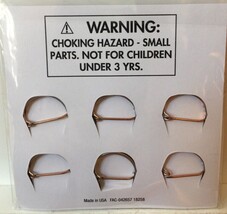 WARNING:
CHOKING HAZARD - SMALL
PARTS. NOT FOR CHILDREN
UNDER 3 YRS.
Made in USA